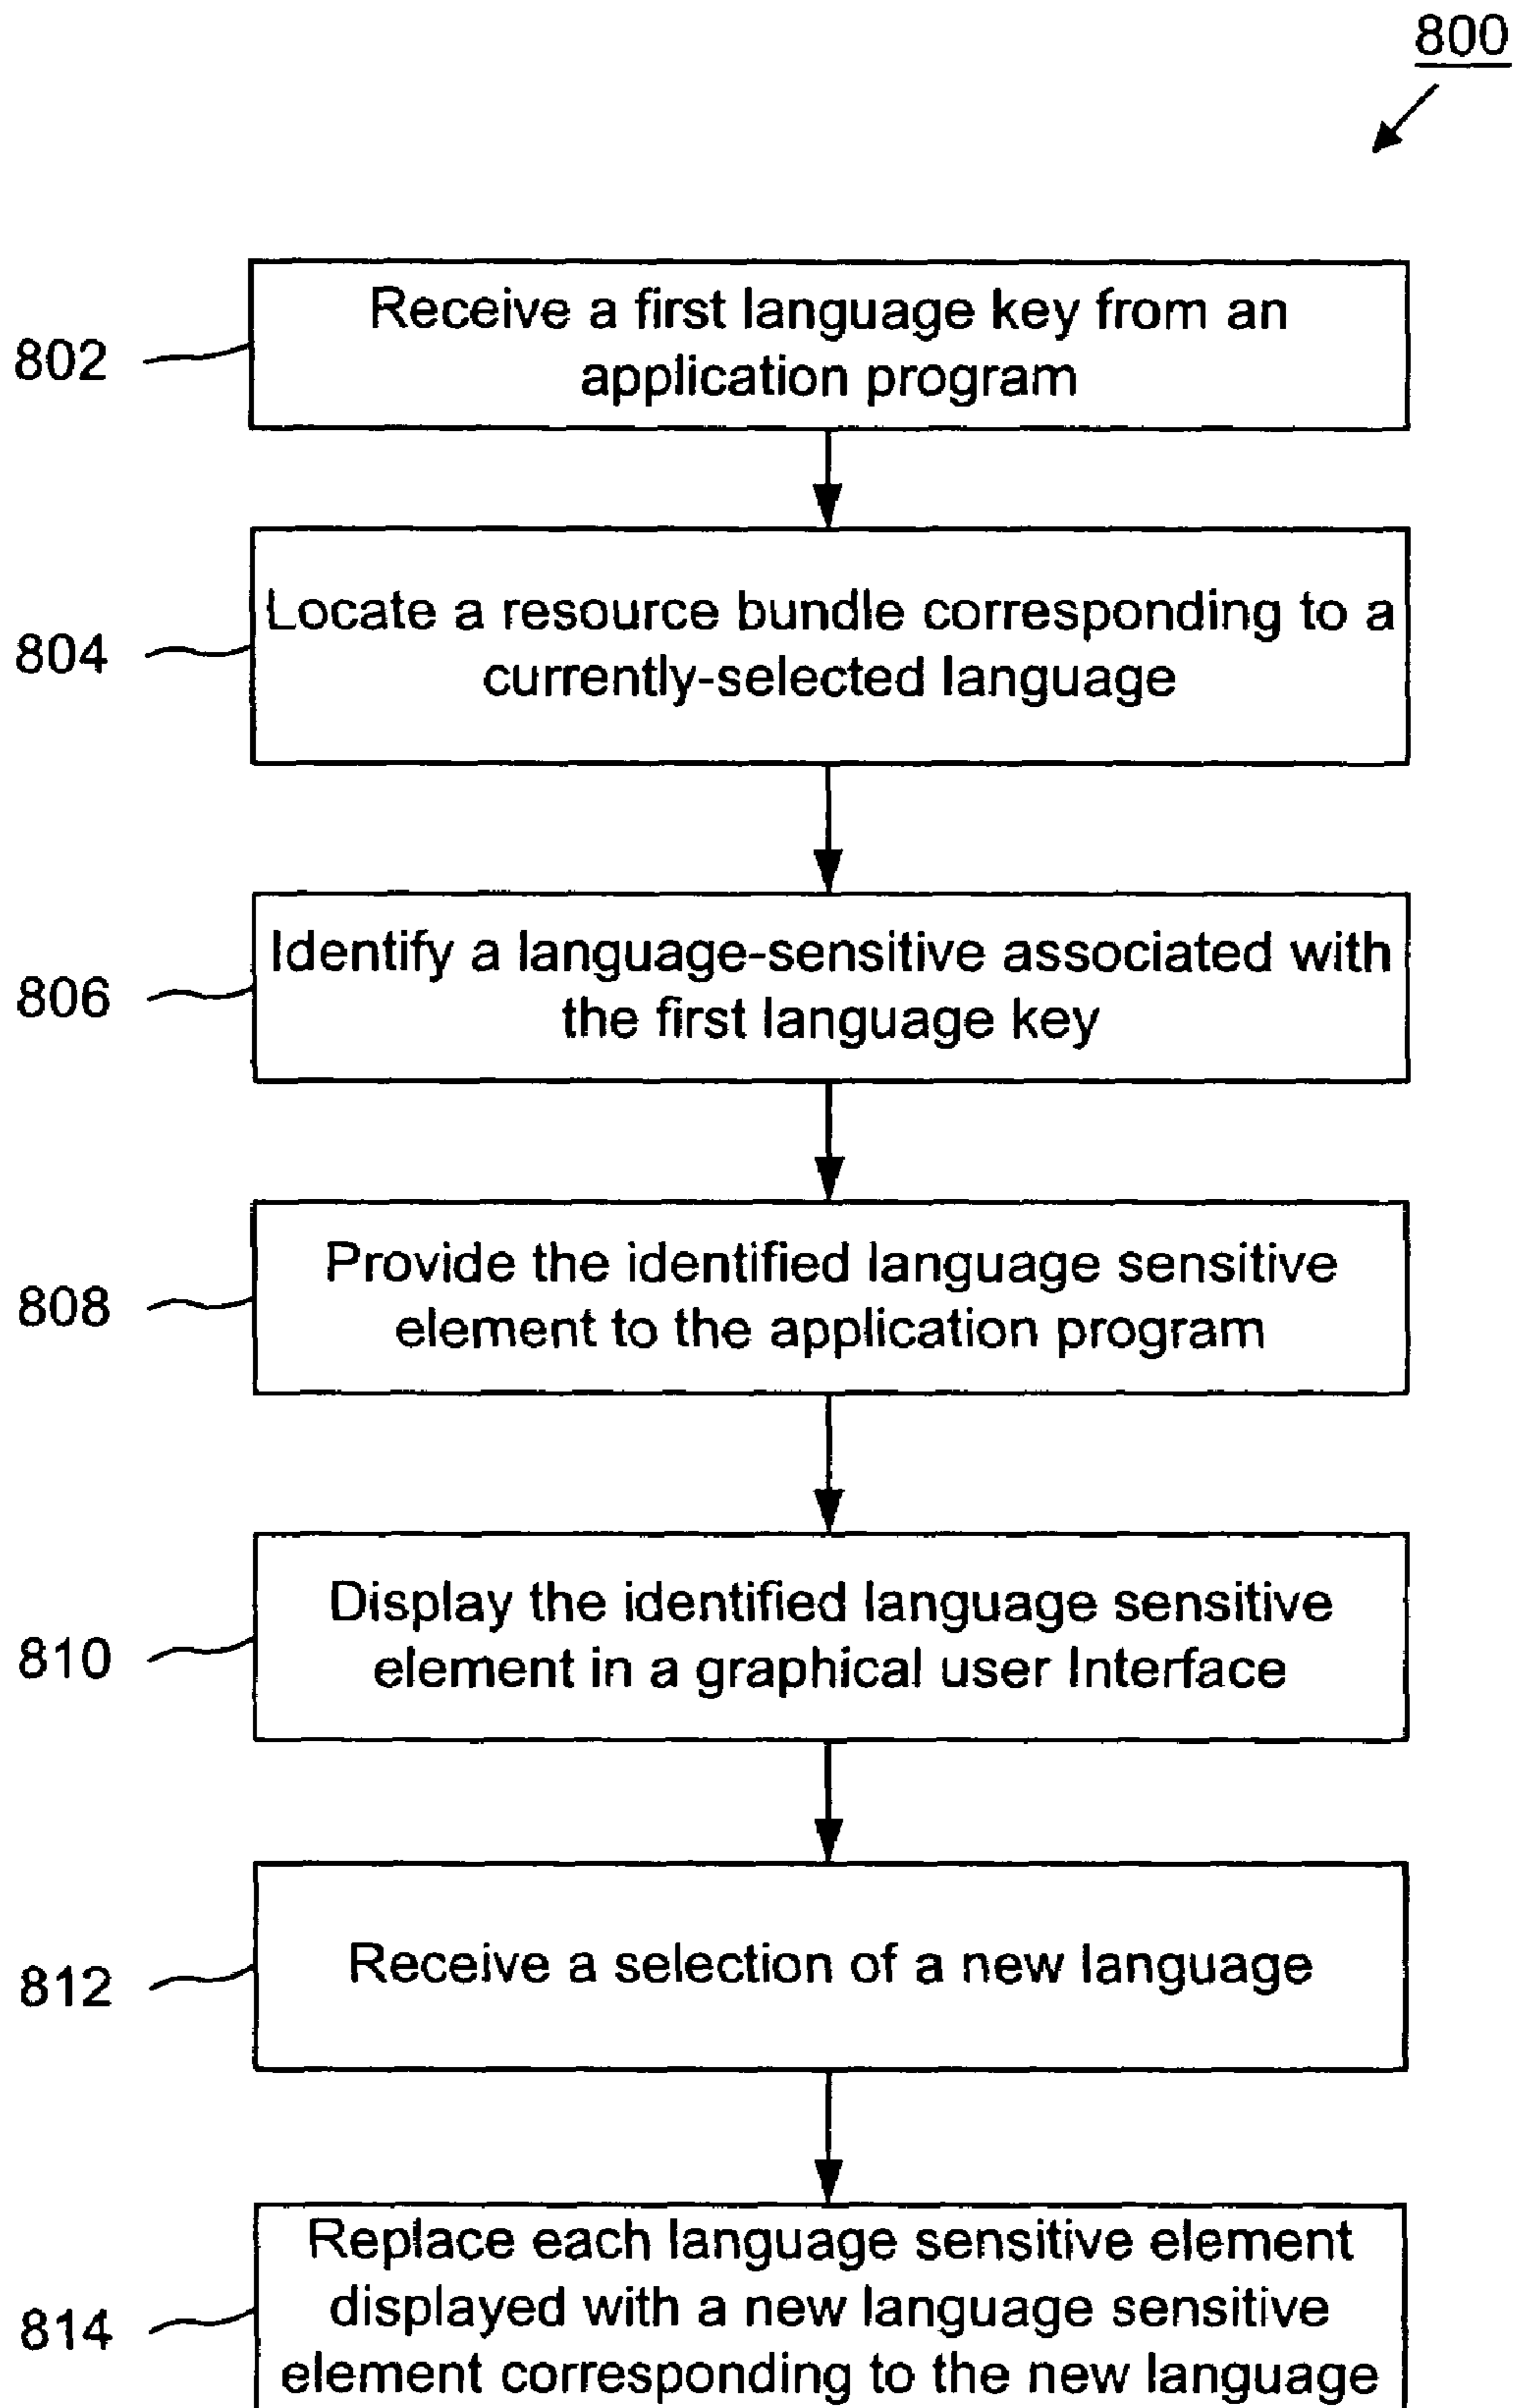 800
802
Receive a first language key from an
application program
804
Locate a resource bundle corresponding to a
currently-selected language
806
Identify a language-sensitive associated with
the first language key
808
Provide the identified language sensitive
element to the application program
810
Display the identified language sensitive
element in a graphical user Interface
812
Receive a selection of a new language
814
Replace each language sensitive element
displayed with a new language sensitive
element corresponding to the new language